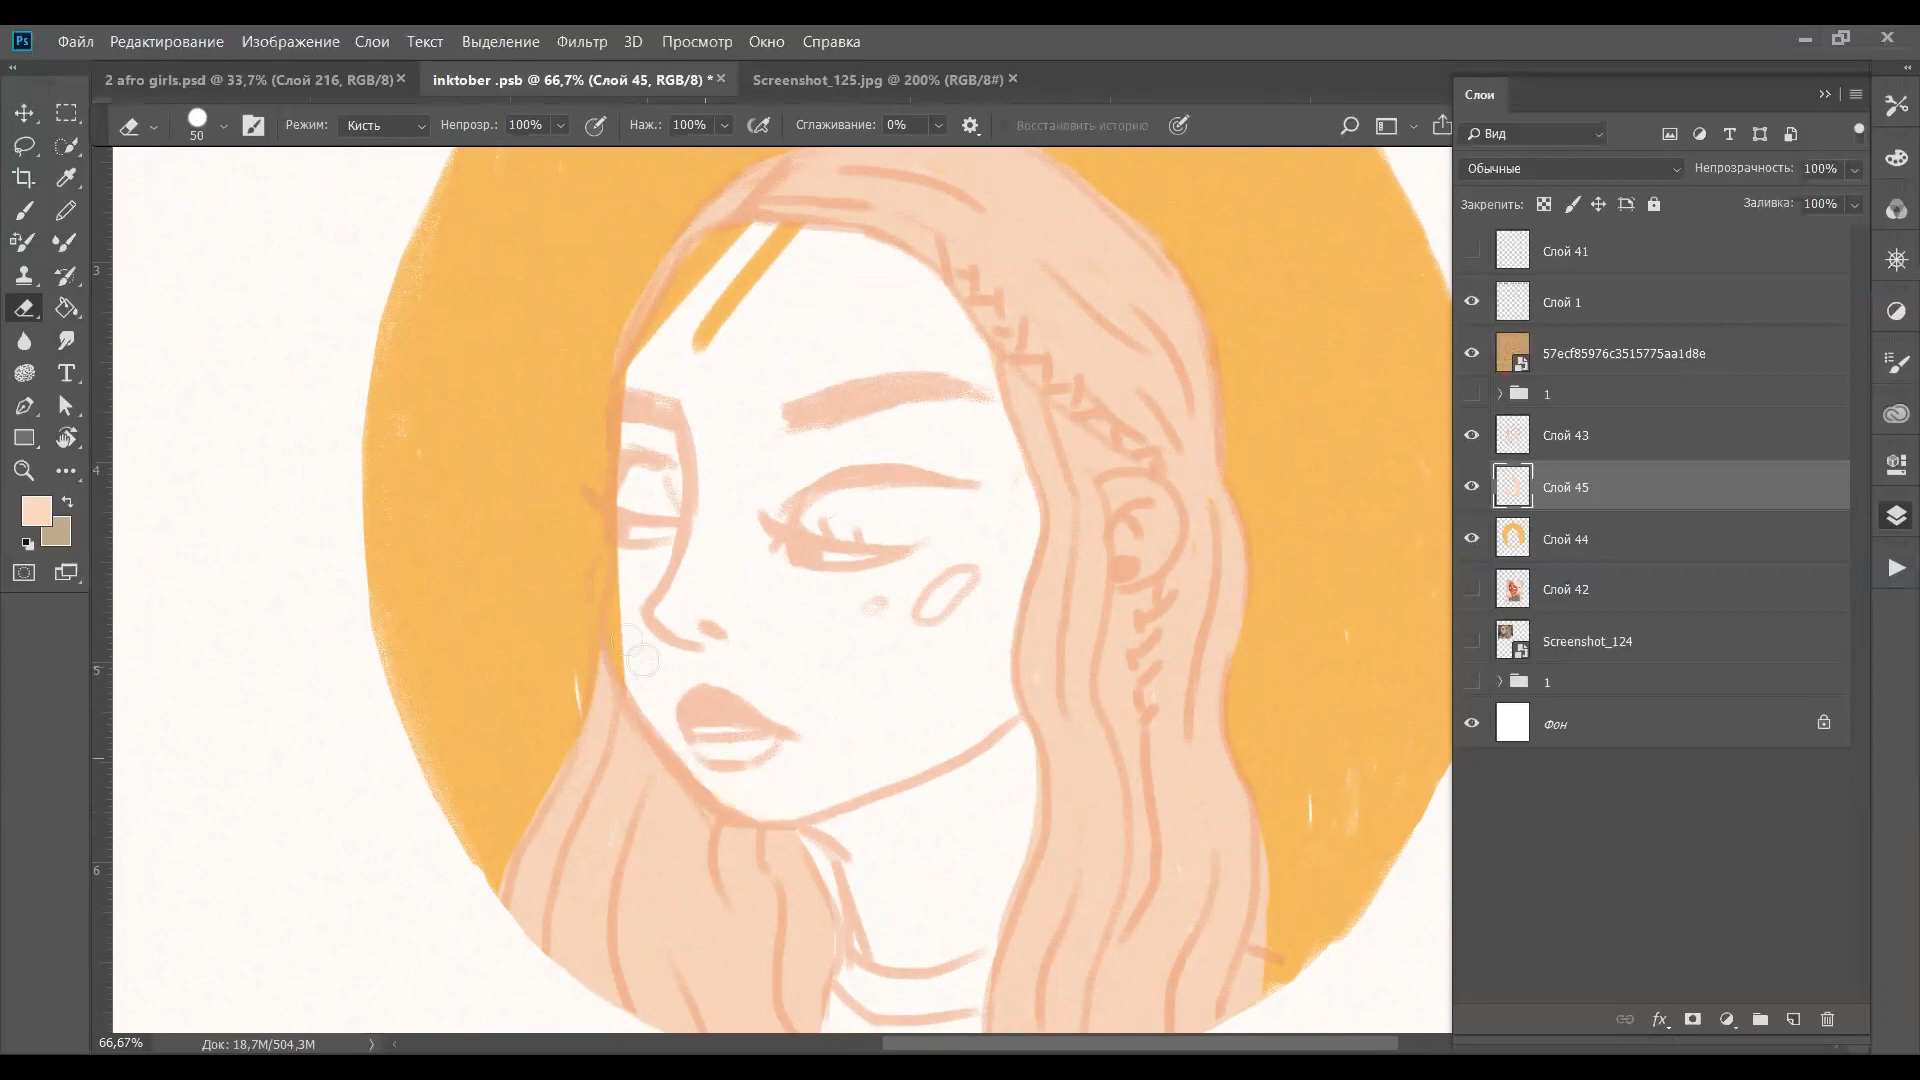 Ps Файл Редактирование Изображение Слои Текст Выделение Фильтр 3D Просмотр Окно Справка
2 afro girls.psd @ 33,7% (Слой 216, RGB/8) inktober .psb @ 66,7% (Слой 45, RGB/8) * Screenshot_125.jpg @ 200% (RGB/8#)
50 Режим: Кисть Непрозр.: 100% Наж.: 100% Сглаживание: 0% Восстановить историю
Слои
Вид
Обычные Непрозрачность: 100%
Закрепить: Заливка: 100%
Слой 41
Слой 1
57ecf85976c3515775aa1d8e
1
Слой 43
Слой 45
Слой 44
Слой 42
Screenshot_124
1
Фон
3
4
5
6
66,67% Док: 18,7M/504,3M